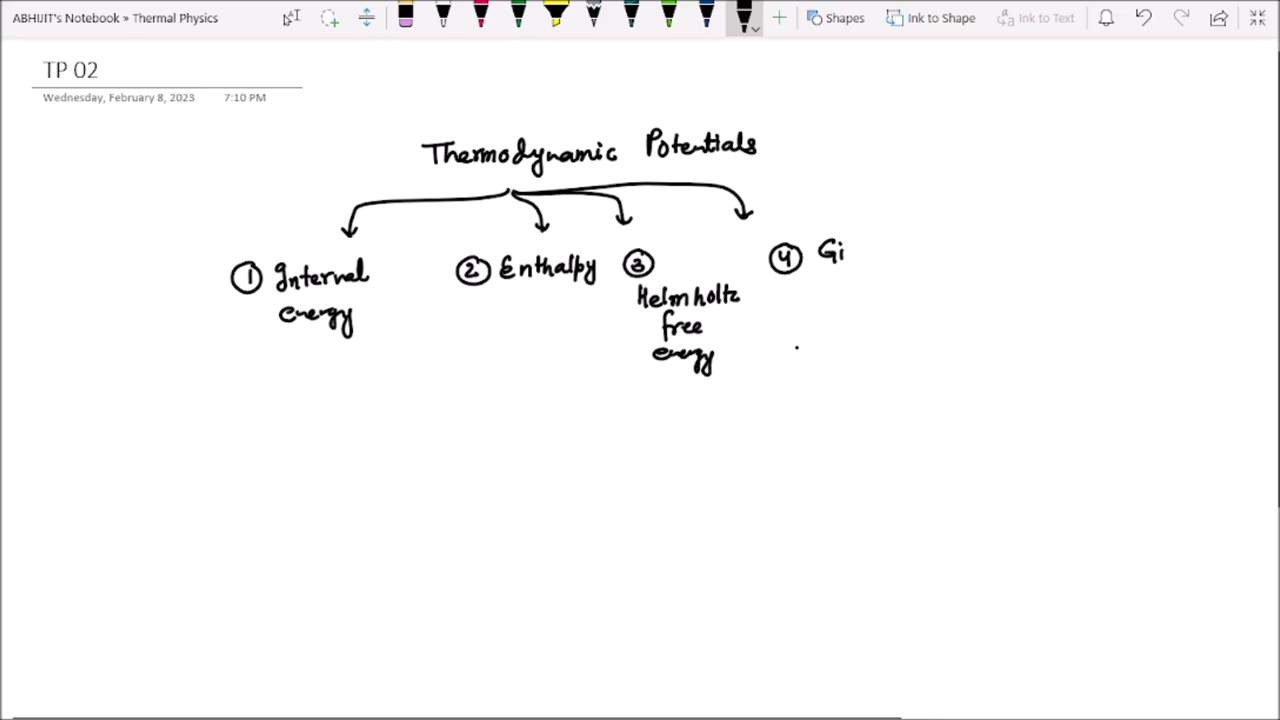 ABHIJIT's Notebook » Thermal Physics
Shapes
Ink to Shape
Ink to Text
TP 02
Wednesday, February 8, 2023 7:10 PM
Thermodynamic Potentials
① Internal energy
② Enthalpy
③ Helmholtz free energy
④ Gi